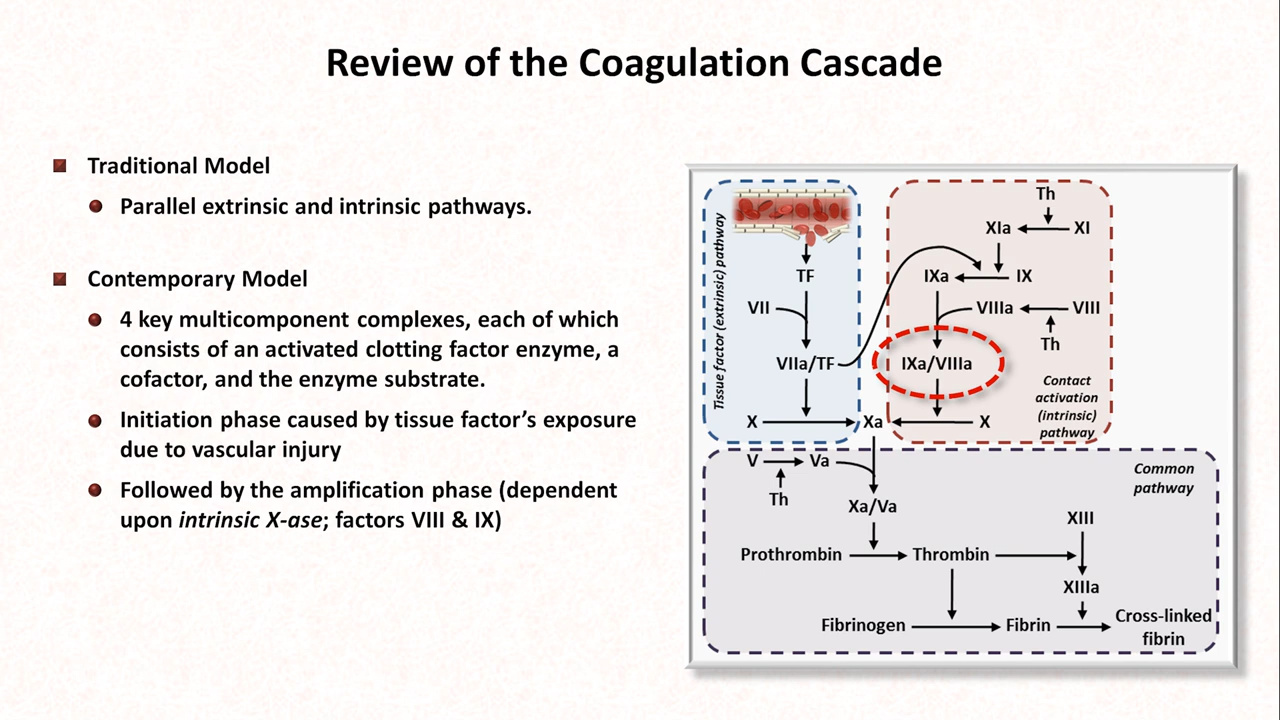 Review of the Coagulation Cascade
Traditional Model
Parallel extrinsic and intrinsic pathways.
Contemporary Model
4 key multicomponent complexes, each of which
consists of an activated clotting factor enzyme, a
cofactor, and the enzyme substrate.
Initiation phase caused by tissue factor’s exposure
due to vascular injury
Followed by the amplification phase (dependent
upon intrinsic X-ase; factors VIII & IX)
Tissue factor (extrinsic) pathway
TF
VII
VIIa/TF
X
Xa
Th
XIa
XI
IXa
IX
VIIIa
VIII
Th
IXa/VIIIa
Contact
activation
(intrinsic)
pathway
X
V
Va
Th
Common
pathway
Xa/Va
XIII
Prothrombin
Thrombin
XIIIa
Fibrinogen
Fibrin
Cross-linked
fibrin